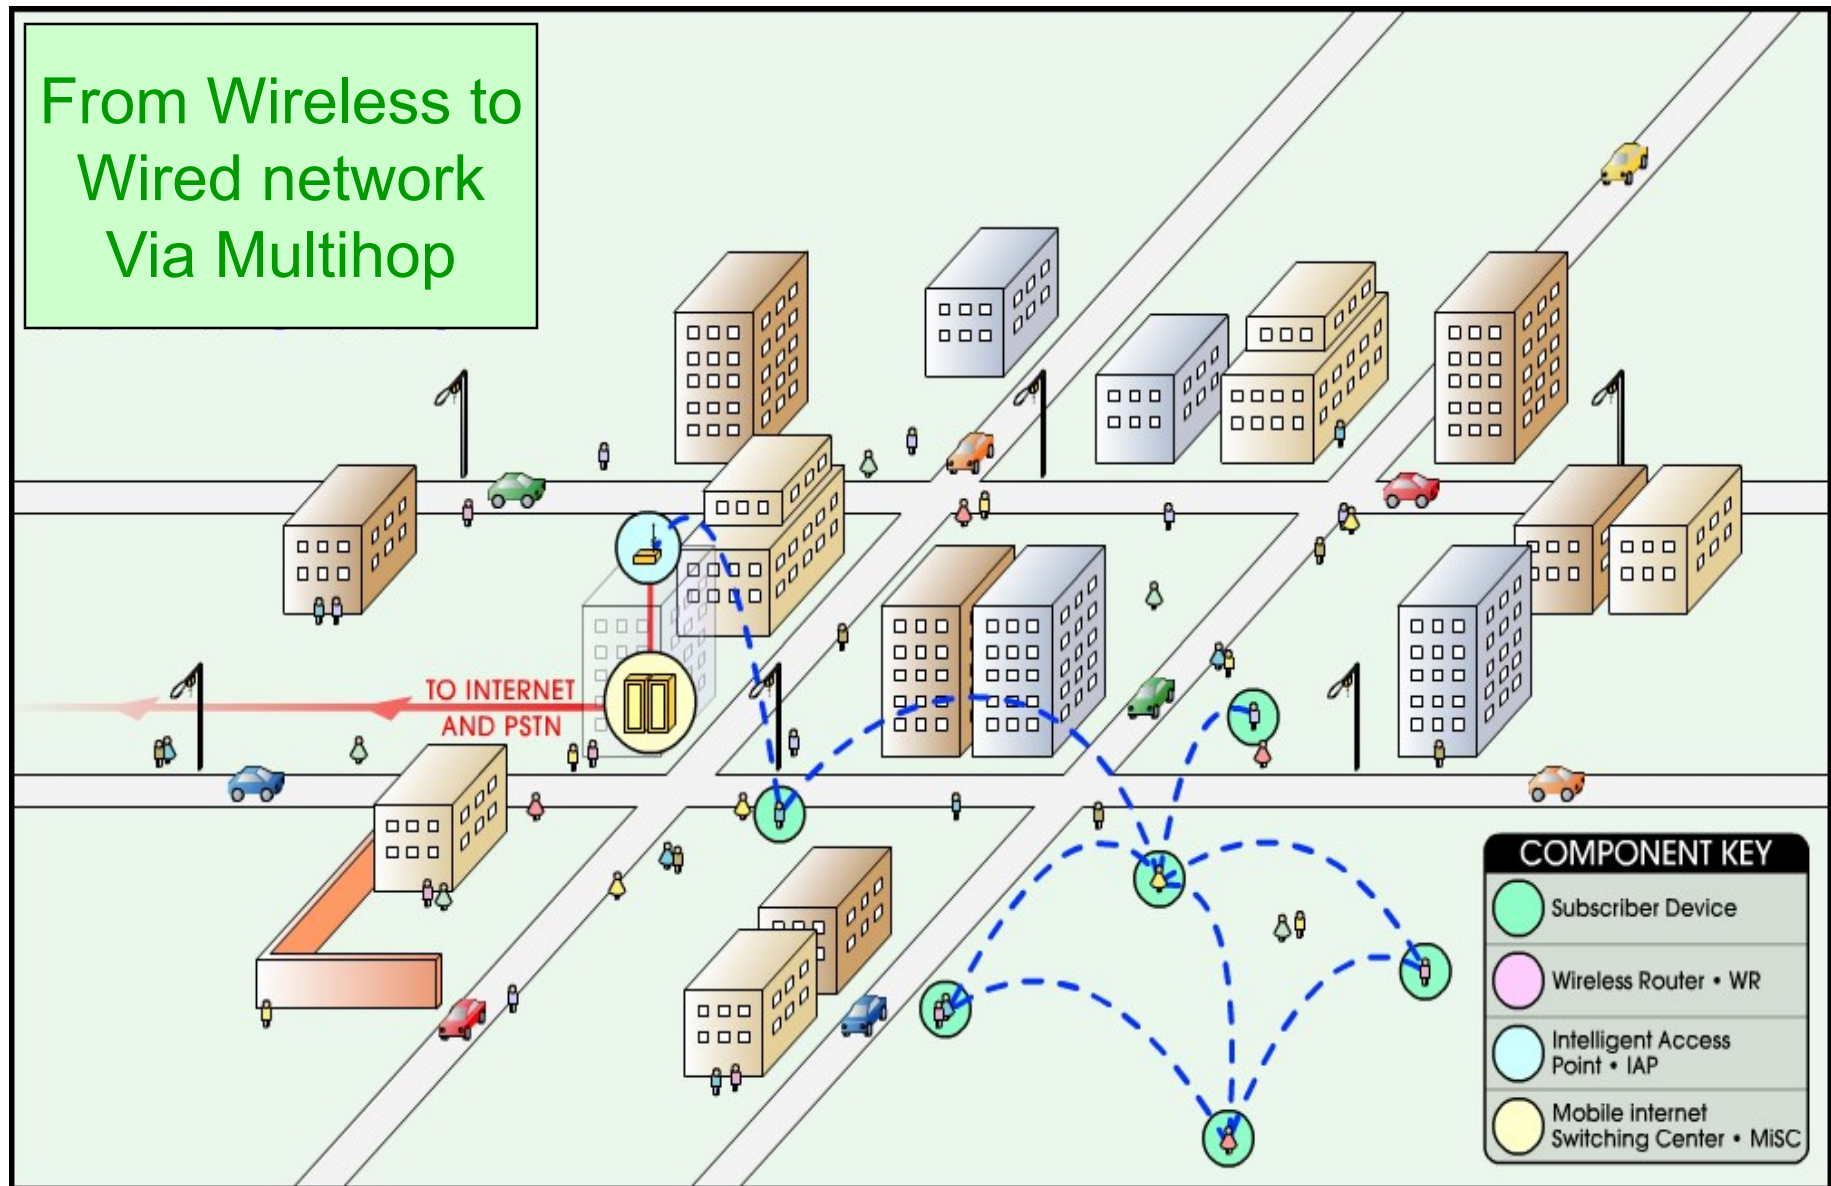 From Wireless to
Wired network
Via Multihop
TO INTERNET
AND PSTN
COMPONENT KEY
Subscriber Device
Wireless Router • WR
Intelligent Access
Point • IAP
Mobile internet
Switching Center • MiSC